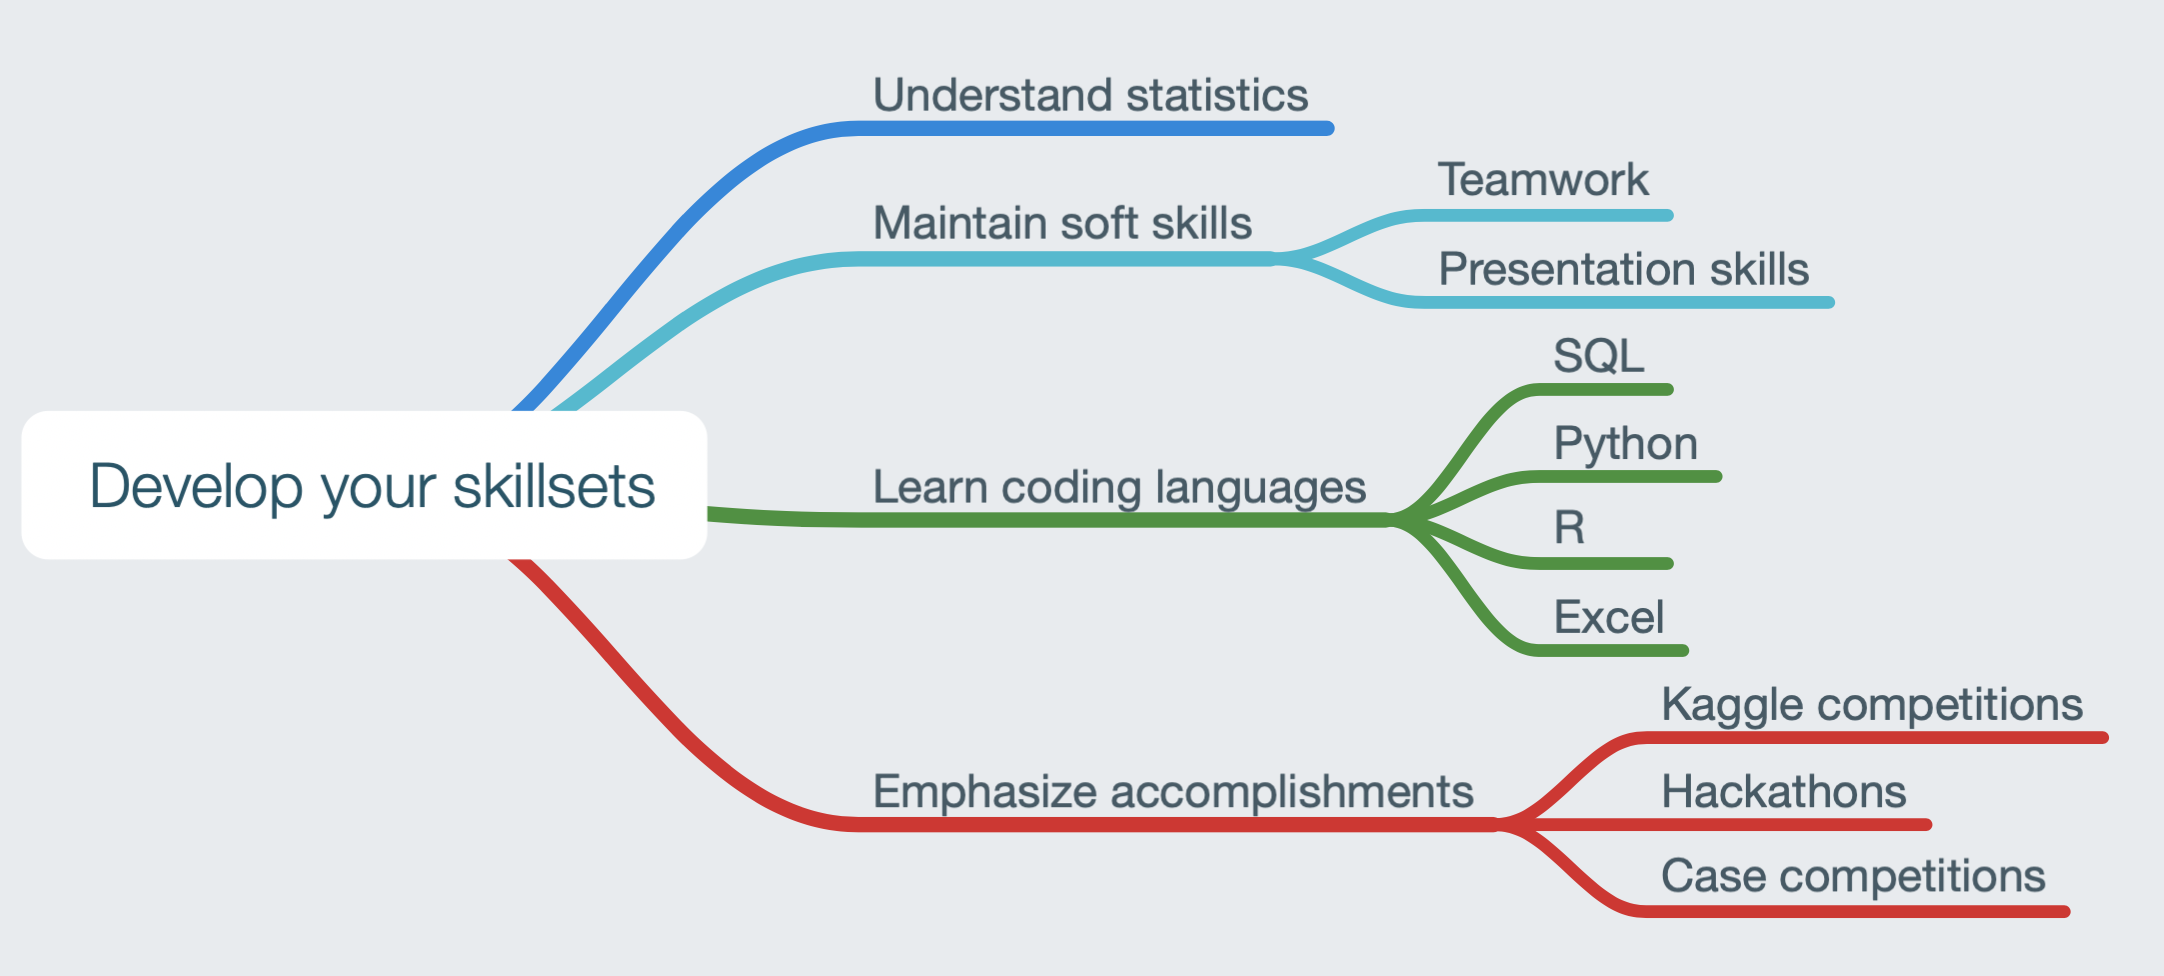 Develop your skillsets
Understand statistics
Maintain soft skills
Teamwork
Presentation skills
Learn coding languages
SQL
Python
R
Excel
Emphasize accomplishments
Kaggle competitions
Hackathons
Case competitions